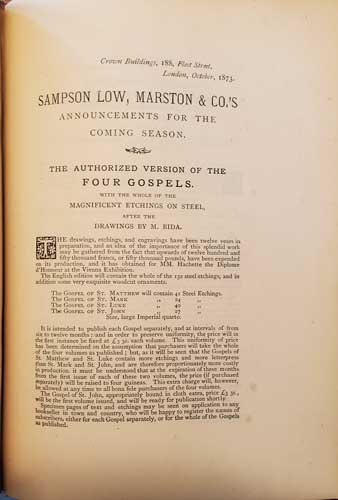 Crown Buildings, 188, Fleet Street,
London, October, 1873.
SAMPSON LOW, MARSTON & CO.'S
ANNOUNCEMENTS FOR THE
COMING SEASON.
THE AUTHORIZED VERSION OF THE
FOUR GOSPELS,
WITH THE WHOLE OF THE
MAGNIFICENT ETCHINGS ON STEEL,
AFTER THE
DRAWINGS BY M. BIDA.
THE drawings, etchings, and engravings have been twelve years in
preparation, and an idea of the importance of this splendid work
may be gathered from the fact that upwards of twelve hundred and
fifty thousand francs, or fifty thousand pounds, have been expended
on its production, and it has obtained for MM. Hachette the Diplome
d'Honneur at the Vienna Exhibition.
The English edition will contain the whole of the 132 steel etchings, and in
addition some very exquisite woodcut ornaments.
THE GOSPEL OF ST. MATTHEW will contain 41 Steel Etchings.
THE GOSPEL OF ST. MARK " 24 "
THE GOSPEL OF ST. LUKE " 40 "
THE GOSPEL OF ST. JOHN " 27 "
Size, large Imperial quarto.
It is intended to publish each Gospel separately, and at intervals of from
six to twelve months: and in order to preserve uniformity, the price will in
the first instance be fixed at £3 3s. each volume. This uniformity of price
has been determined on the assumption that purchasers will take the whole
of the four volumes as published; but, as it will be seen that the Gospels of
St. Matthew and St. Luke contain more etchings and more letterpress
than St. Mark and St. John, and are therefore proportionately more costly
in production, it must be understood that at the expiration of three months
from the first issue of each of these two volumes, the price (if purchased
separately) will be raised to four guineas. This extra charge will, however,
be allowed at any time to all bona fide purchasers of the four volumes.
The Gospel of St. John, appropriately bound in cloth extra, price £3 3s.,
will be the first volume issued, and will be ready for publication shortly.
Specimen pages of text and etchings may be seen on application to any
bookseller in town and country, who will be happy to register the names of
subscribers, either for each Gospel separately, or for the whole of the Gospels
as published.